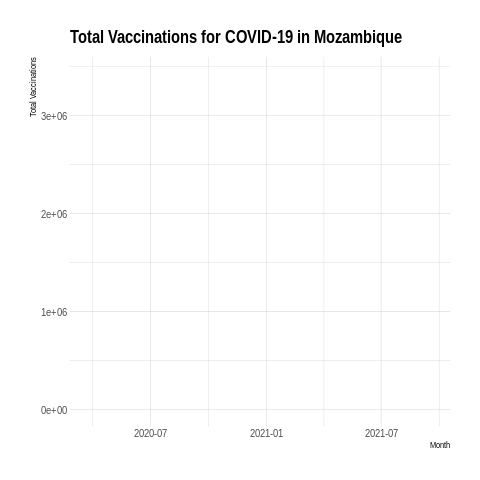 Total Vaccinations for COVID-19 in Mozambique
Total Vaccinations
3e+06
2e+06
1e+06
0e+00
2020-07
2021-01
2021-07
Month